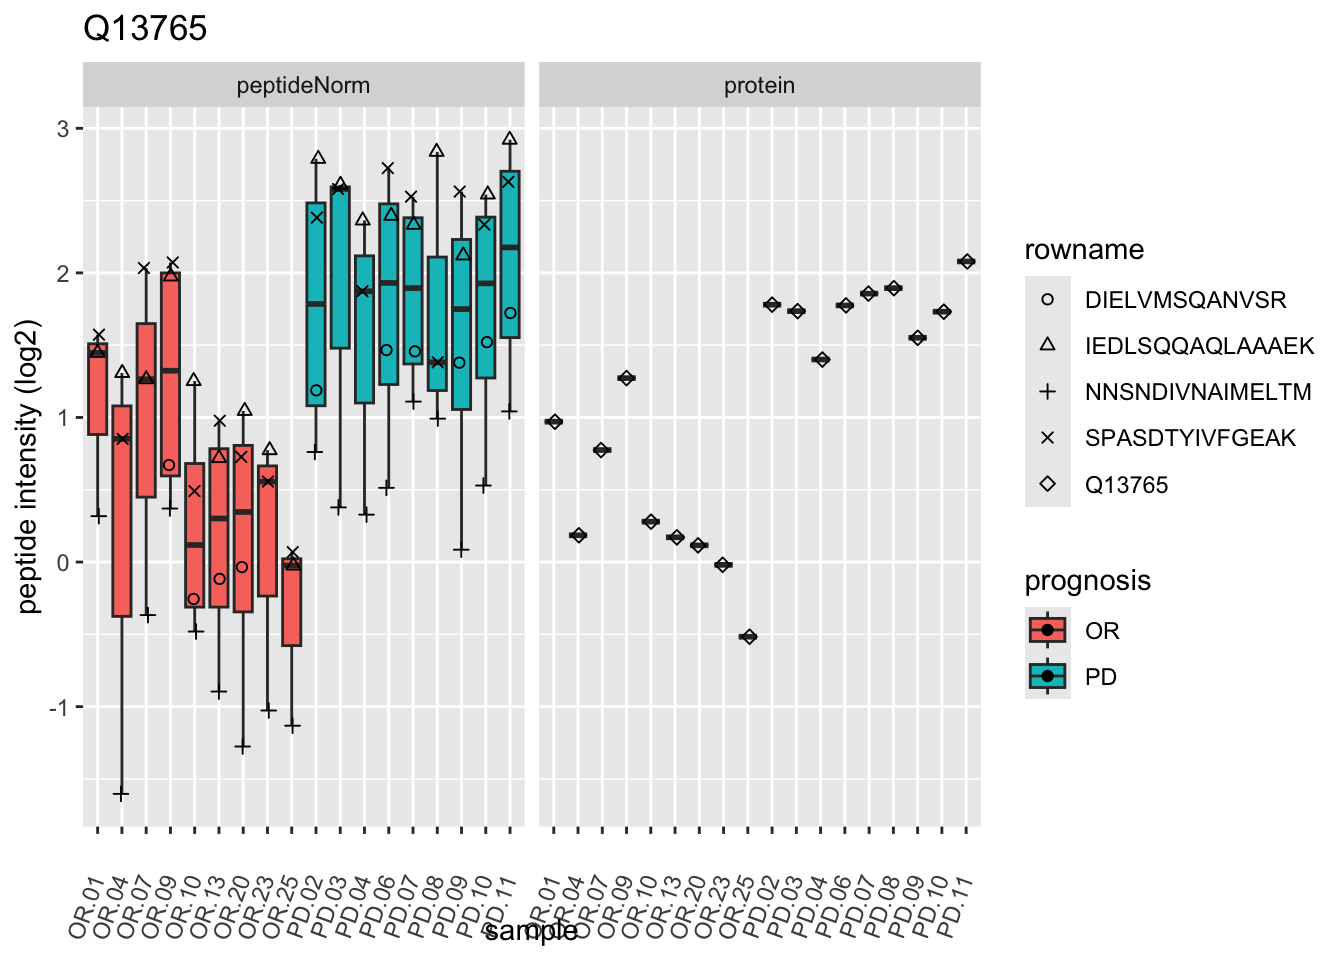 Q13765
peptideNorm
protein
3
2
1
0
-1
peptide intensity (log2)
OR.01
OR.04
OR.07
OR.09
OR.10
OR.13
OR.20
OR.23
OR.25
PD.02
PD.03
PD.04
PD.06
PD.07
PD.08
PD.09
PD.10
PD.11
OR.01
OR.04
OR.07
OR.09
OR.10
OR.13
OR.20
OR.23
OR.25
PD.02
PD.03
PD.04
PD.06
PD.07
PD.08
PD.09
PD.10
PD.11
sample
rowname
DIELVMSQANVSR
IEDLSQQAQLAAAEK
NNSNDIVNAIMELTM
SPASDTYIVFGEAK
Q13765
prognosis
OR
PD